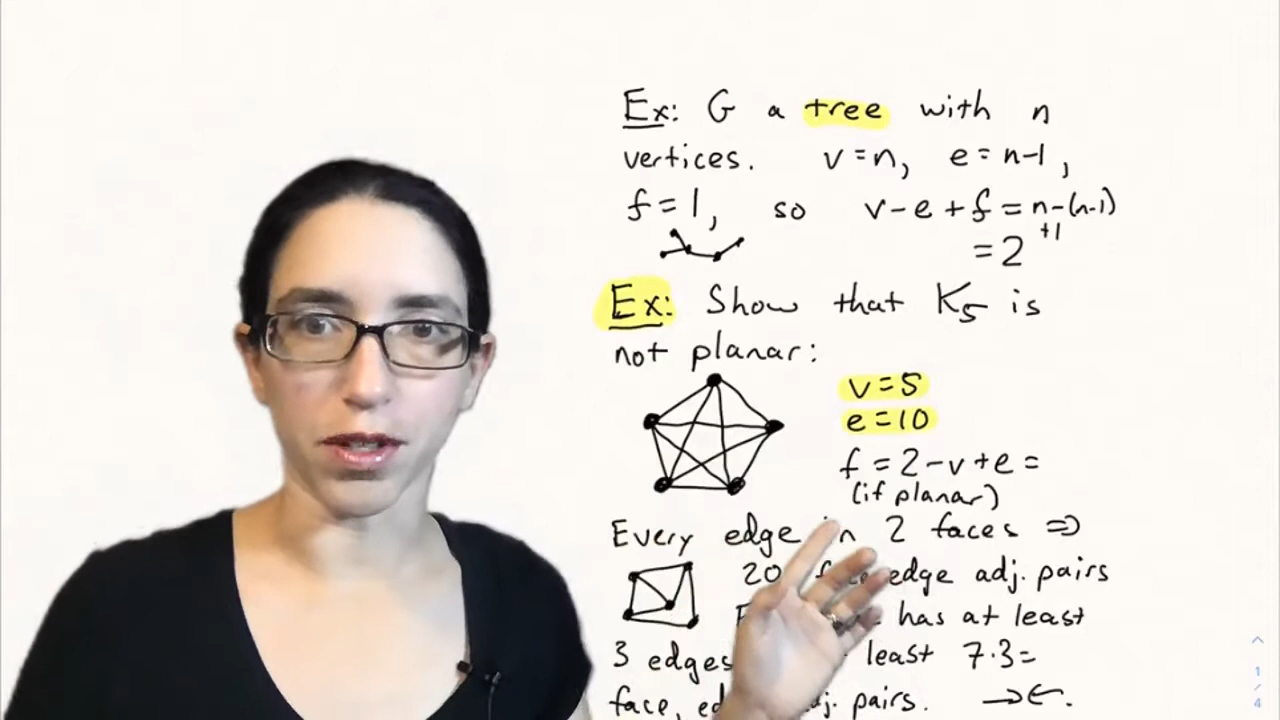 Ex: G a tree with n
vertices. v=n, e=n-1,
f=1, so v-e+f=n-(n-1)
+1
=2
Ex: Show that K5 is
not planar:
v=5
e=10
f=2-v+e=
(if planar)
Every edge in 2 faces ⇒
20 edge adj. pairs
has at least
3 edges least 7·3=
face, pairs. →←.
1/4